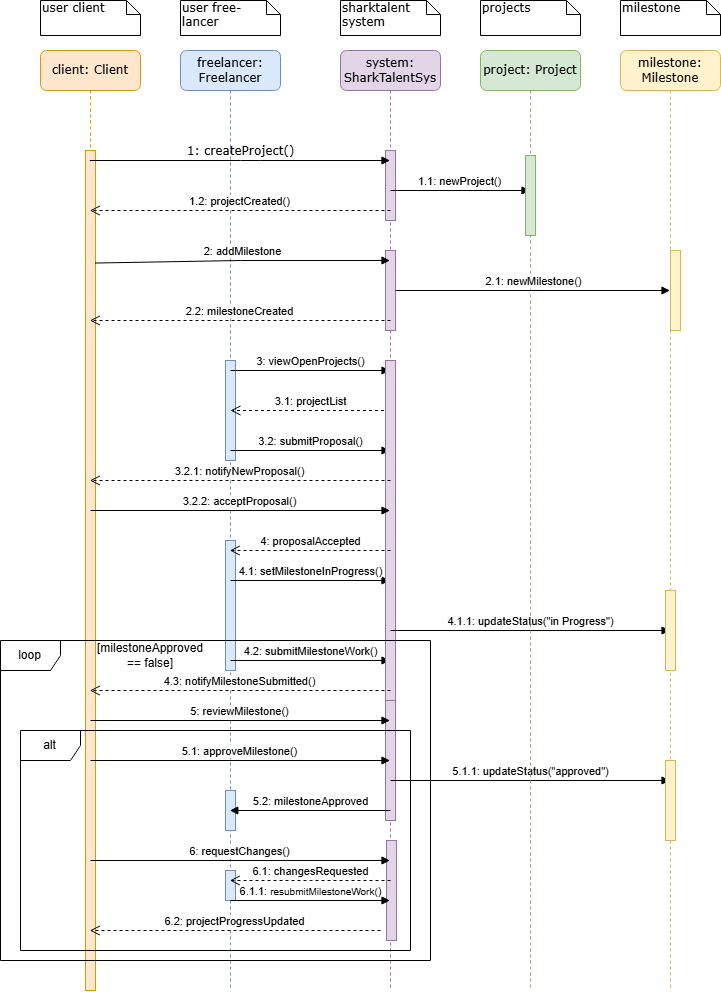 user client
user free-
lancer
sharktalent
system
projects
milestone
client: Client
freelancer:
Freelancer
system:
SharkTalentSys
project: Project
milestone:
Milestone
1: createProject()
1.1: newProject()
1.2: projectCreated()
2: addMilestone
2.1: newMilestone()
2.2: milestoneCreated
3: viewOpenProjects()
3.1: projectList
3.2: submitProposal()
3.2.1: notifyNewProposal()
3.2.2: acceptProposal()
4: proposalAccepted
4.1: setMilestoneInProgress()
4.1.1: updateStatus("in Progress")
loop
[milestoneApproved
== false]
4.2: submitMilestoneWork()
4.3: notifyMilestoneSubmitted()
5: reviewMilestone()
alt
5.1: approveMilestone()
5.1.1: updateStatus("approved")
5.2: milestoneApproved
6: requestChanges()
6.1: changesRequested
6.1.1: resubmitMilestoneWork()
6.2: projectProgressUpdated